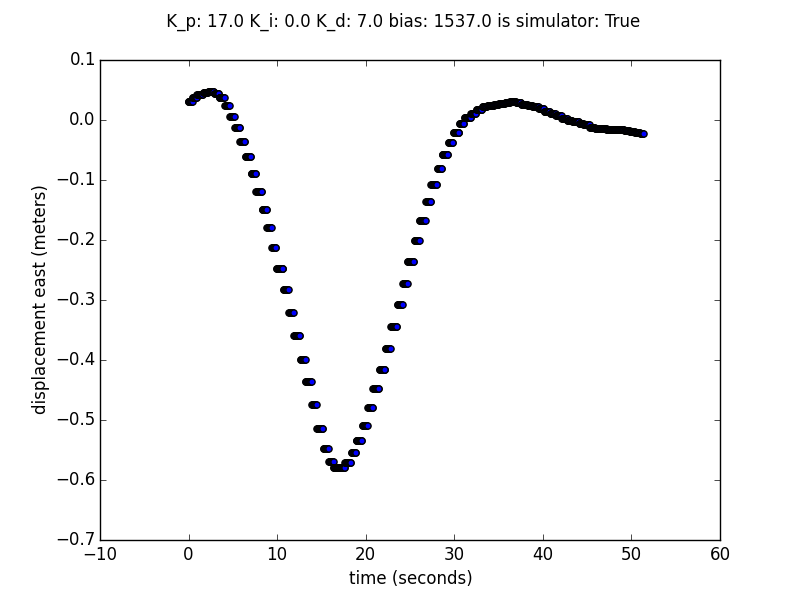 K_p: 17.0 K_i: 0.0 K_d: 7.0 bias: 1537.0 is simulator: True
0.1
0.0
−0.1
−0.2
−0.3
−0.4
−0.5
−0.6
−0.7
displacement east (meters)
−10 0 10 20 30 40 50 60
time (seconds)